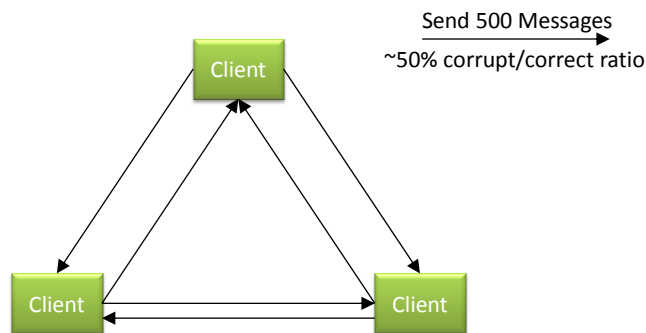 Send 500 Messages
~50% corrupt/correct ratio
Client
Client
Client